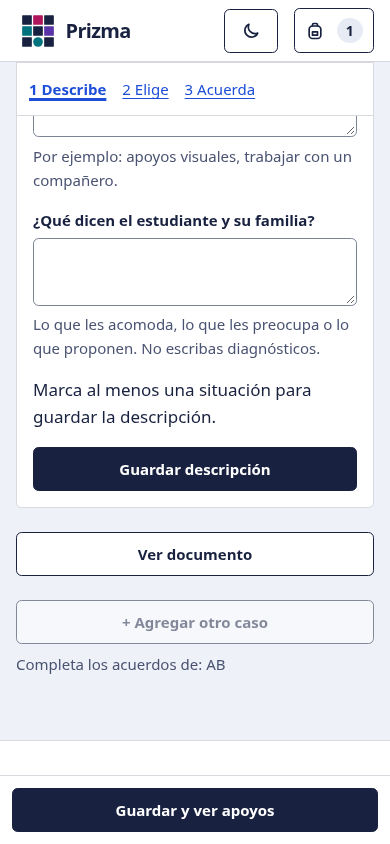 Prizma
1
1 Describe
2 Elige
3 Acuerda
Por ejemplo: apoyos visuales, trabajar con un
compañero.
¿Qué dicen el estudiante y su familia?
Lo que les acomoda, lo que les preocupa o lo
que proponen. No escribas diagnósticos.
Marca al menos una situación para
guardar la descripción.
Guardar descripción
Ver documento
+ Agregar otro caso
Completa los acuerdos de: AB
Guardar y ver apoyos